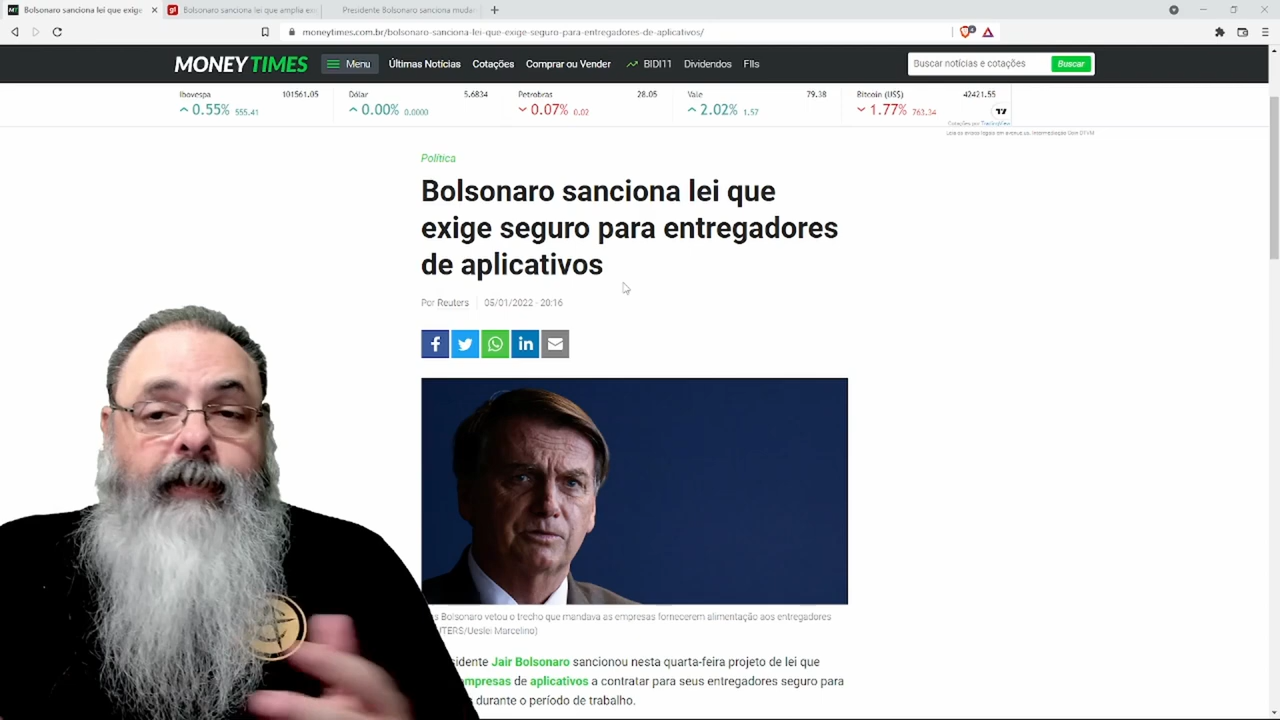 Bolsonaro sanciona lei que exige
Bolsonaro sanciona lei que amplia exi
Presidente Bolsonaro sanciona muda
moneytimes.com.br/bolsonaro-sanciona-lei-que-exige-seguro-para-entregadores-de-aplicativos/
MONEY TIMES
Menu
Últimas Notícias
Cotações
Comprar ou Vender
BIDI11
Dividendos
FIIs
Buscar notícias e cotações
Buscar
Ibovespa 101561.05
0.55% 555.41
Dólar 5.6834
0.00% 0.0000
Petrobras 28.05
0.07% 0.02
Vale 79.38
2.02% 1.57
Bitcoin (US$) 42421.55
1.77% 763.34
Cotações por TradingView
Política
Bolsonaro sanciona lei que
exige seguro para entregadores
de aplicativos
Por Reuters 05/01/2022 - 20:16
Bolsonaro vetou o trecho que mandava as empresas fornecerem alimentação aos entregadores
Ueslei Marcelino)
Jair Bolsonaro sancionou nesta quarta-feira projeto de lei que
de aplicativos a contratar para seus entregadores seguro para
durante o período de trabalho.